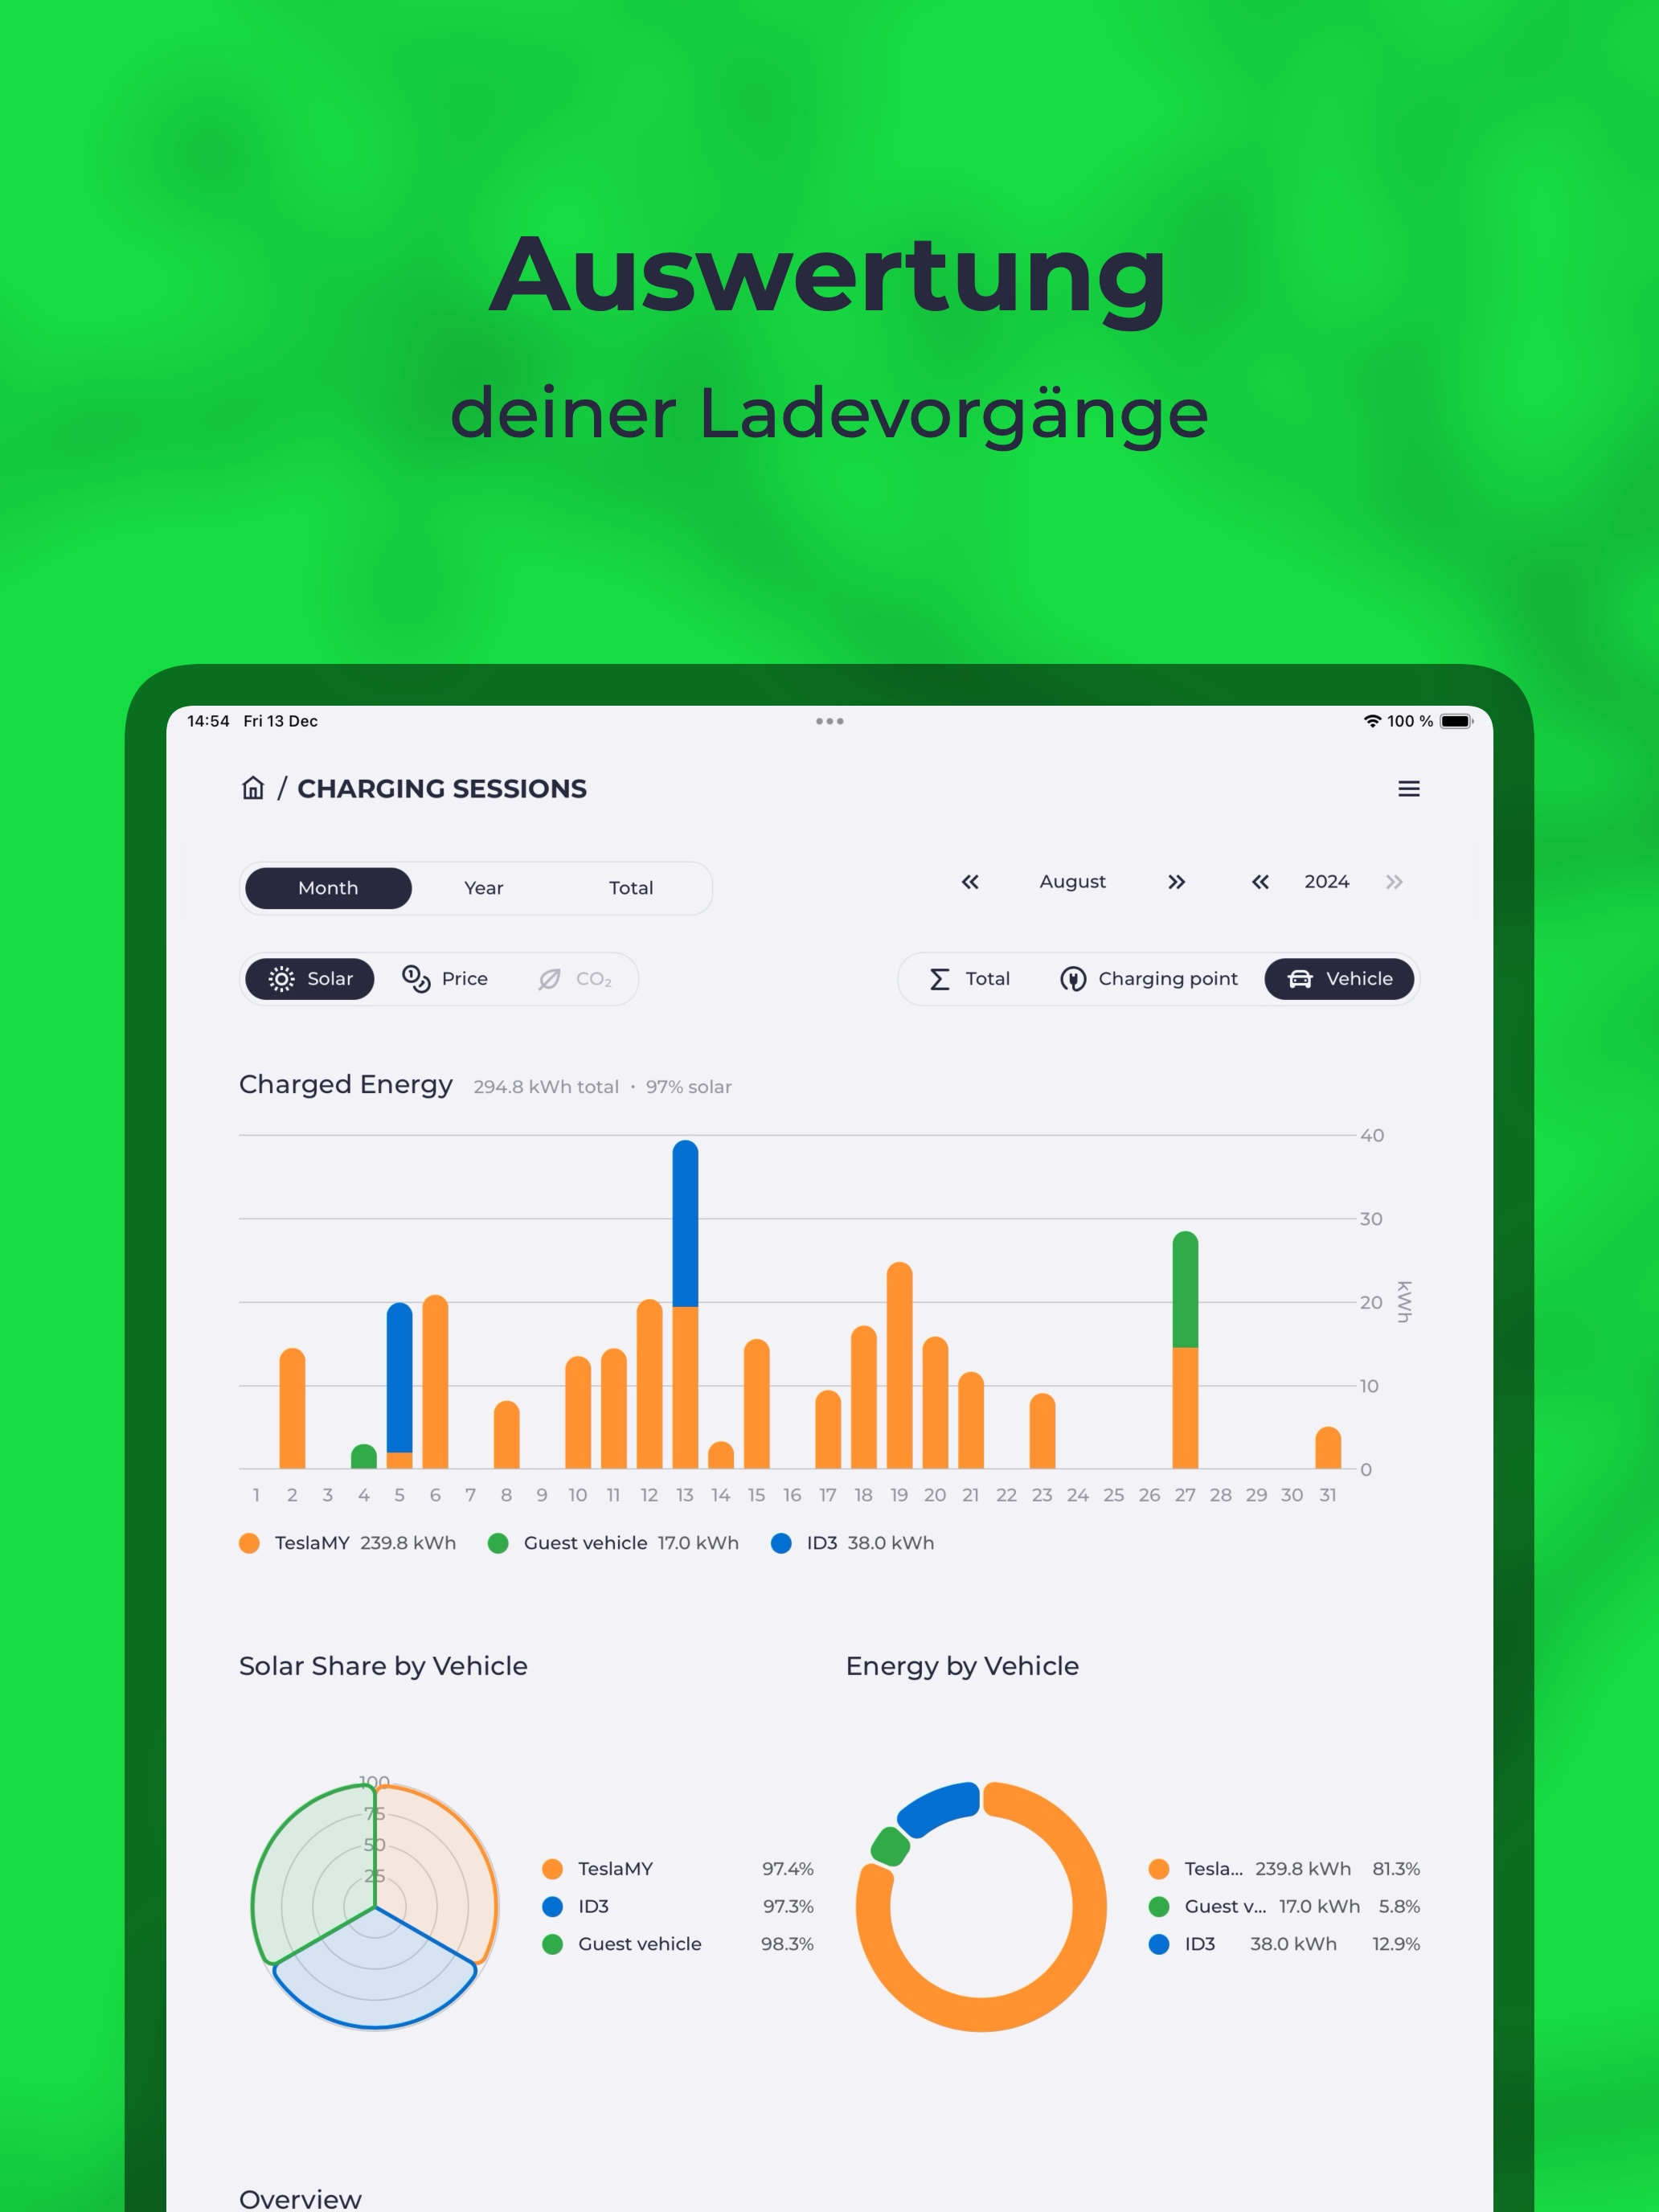 Auswertung
deiner Ladevorgänge
14:54 Fri 13 Dec
100 %
/ CHARGING SESSIONS
Month Year Total
August 2024
Solar Price CO₂
Total Charging point Vehicle
Charged Energy 294.8 kWh total · 97% solar
40
30
20
10
0
kWh
1 2 3 4 5 6 7 8 9 10 11 12 13 14 15 16 17 18 19 20 21 22 23 24 25 26 27 28 29 30 31
TeslaMY 239.8 kWh Guest vehicle 17.0 kWh ID3 38.0 kWh
Solar Share by Vehicle
100
75
50
25
TeslaMY 97.4%
ID3 97.3%
Guest vehicle 98.3%
Energy by Vehicle
Tesla... 239.8 kWh 81.3%
Guest v... 17.0 kWh 5.8%
ID3 38.0 kWh 12.9%
Overview